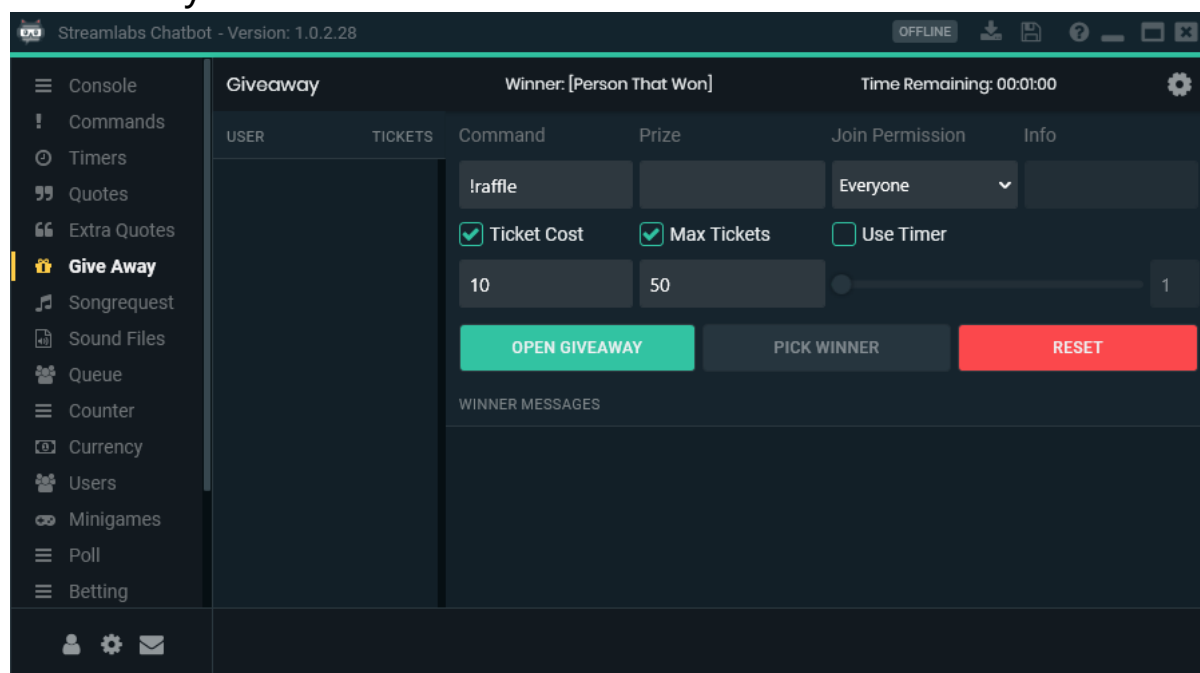 Streamlabs Chatbot - Version: 1.0.2.28
OFFLINE
Console
Commands
Timers
Quotes
Extra Quotes
Give Away
Songrequest
Sound Files
Queue
Counter
Currency
Users
Minigames
Poll
Betting
Giveaway
Winner: [Person That Won]
Time Remaining: 00:01:00
USER TICKETS
Command Prize Join Permission Info
!raffle Everyone
Ticket Cost Max Tickets Use Timer
10 50 1
OPEN GIVEAWAY PICK WINNER RESET
WINNER MESSAGES